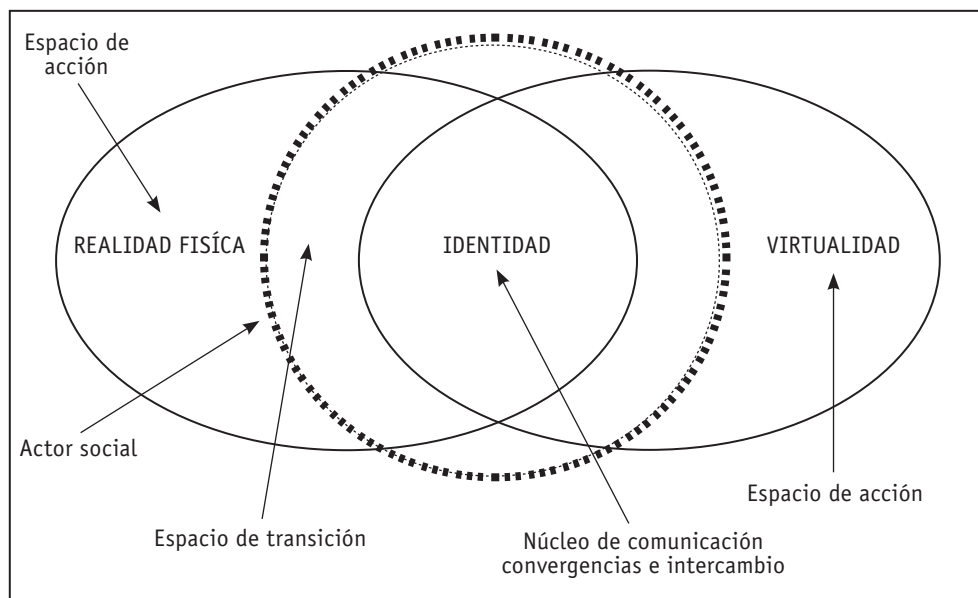 Espacio de
acción
REALIDAD FISÍCA
IDENTIDAD
VIRTUALIDAD
Actor social
Espacio de transición
Núcleo de comunicación
convergencias e intercambio
Espacio de acción